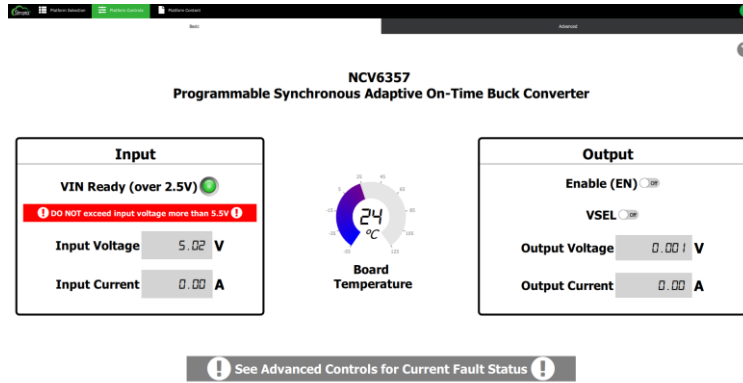 Platform Selection Platform Controls Platform Content
Basic Advanced
NCV6357
Programmable Synchronous Adaptive On-Time Buck Converter
Input
VIN Ready (over 2.5V)
DO NOT exceed input voltage more than 5.5V
Input Voltage 5.02 V
Input Current 0.00 A
24
°C
Board
Temperature
Output
Enable (EN) Off
VSEL Off
Output Voltage 0.001 V
Output Current 0.00 A
See Advanced Controls for Current Fault Status